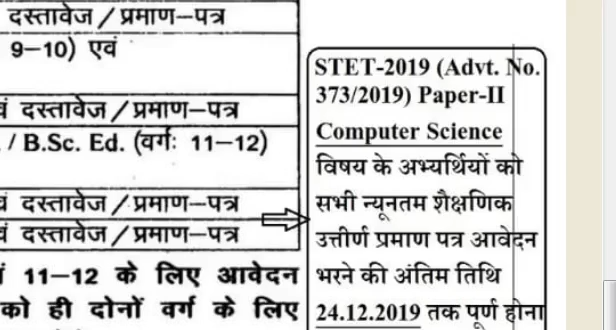 दस्तावेज / प्रमाण–पत्र
9–10) एवं
दस्तावेज / प्रमाण–पत्र
/ B.Sc. Ed. (वर्गः 11–12)
दस्तावेज / प्रमाण–पत्र
दस्तावेज / प्रमाण–पत्र
11–12 के लिए आवेदन
को ही दोनों वर्ग के लिए
STET-2019 (Advt. No.
373/2019) Paper-II
Computer Science
विषय के अभ्यर्थियों को
सभी न्यूनतम शैक्षणिक
उत्तीर्ण प्रमाण पत्र आवेदन
भरने की अंतिम तिथि
24.12.2019 तक पूर्ण होना